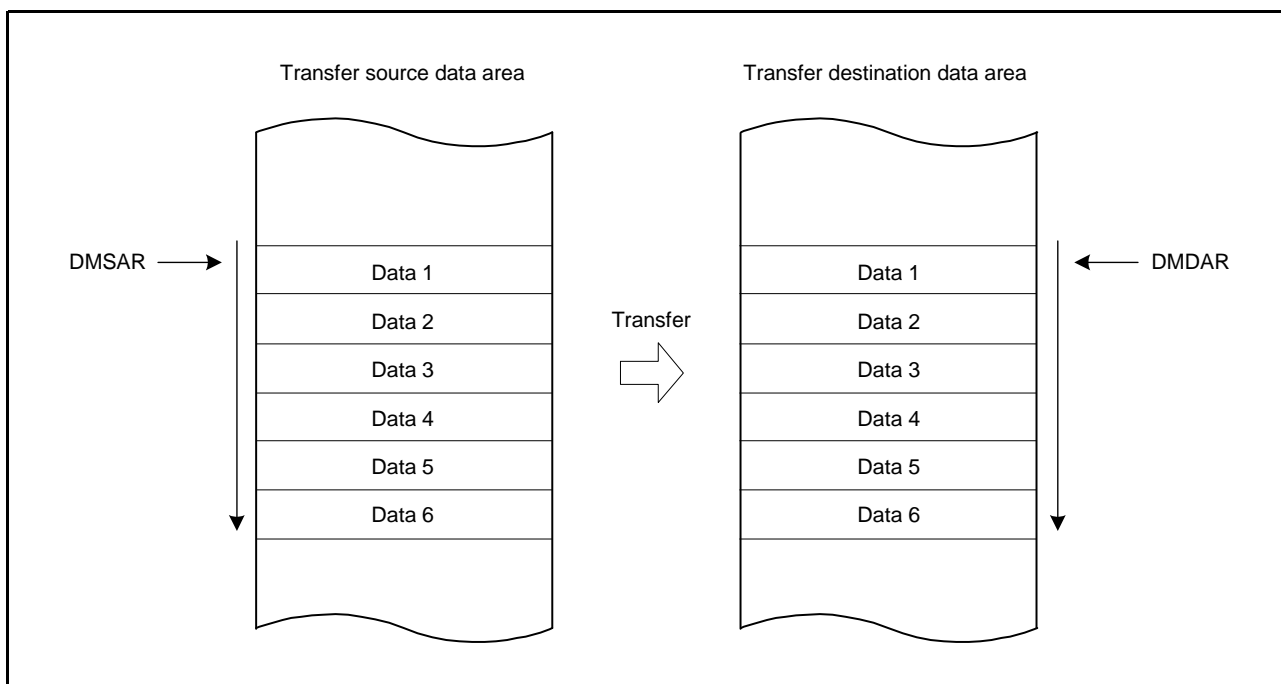 Transfer source data area
Transfer destination data area
DMSAR
Data 1
Data 2
Data 3
Data 4
Data 5
Data 6
Transfer
Data 1
Data 2
Data 3
Data 4
Data 5
Data 6
DMDAR